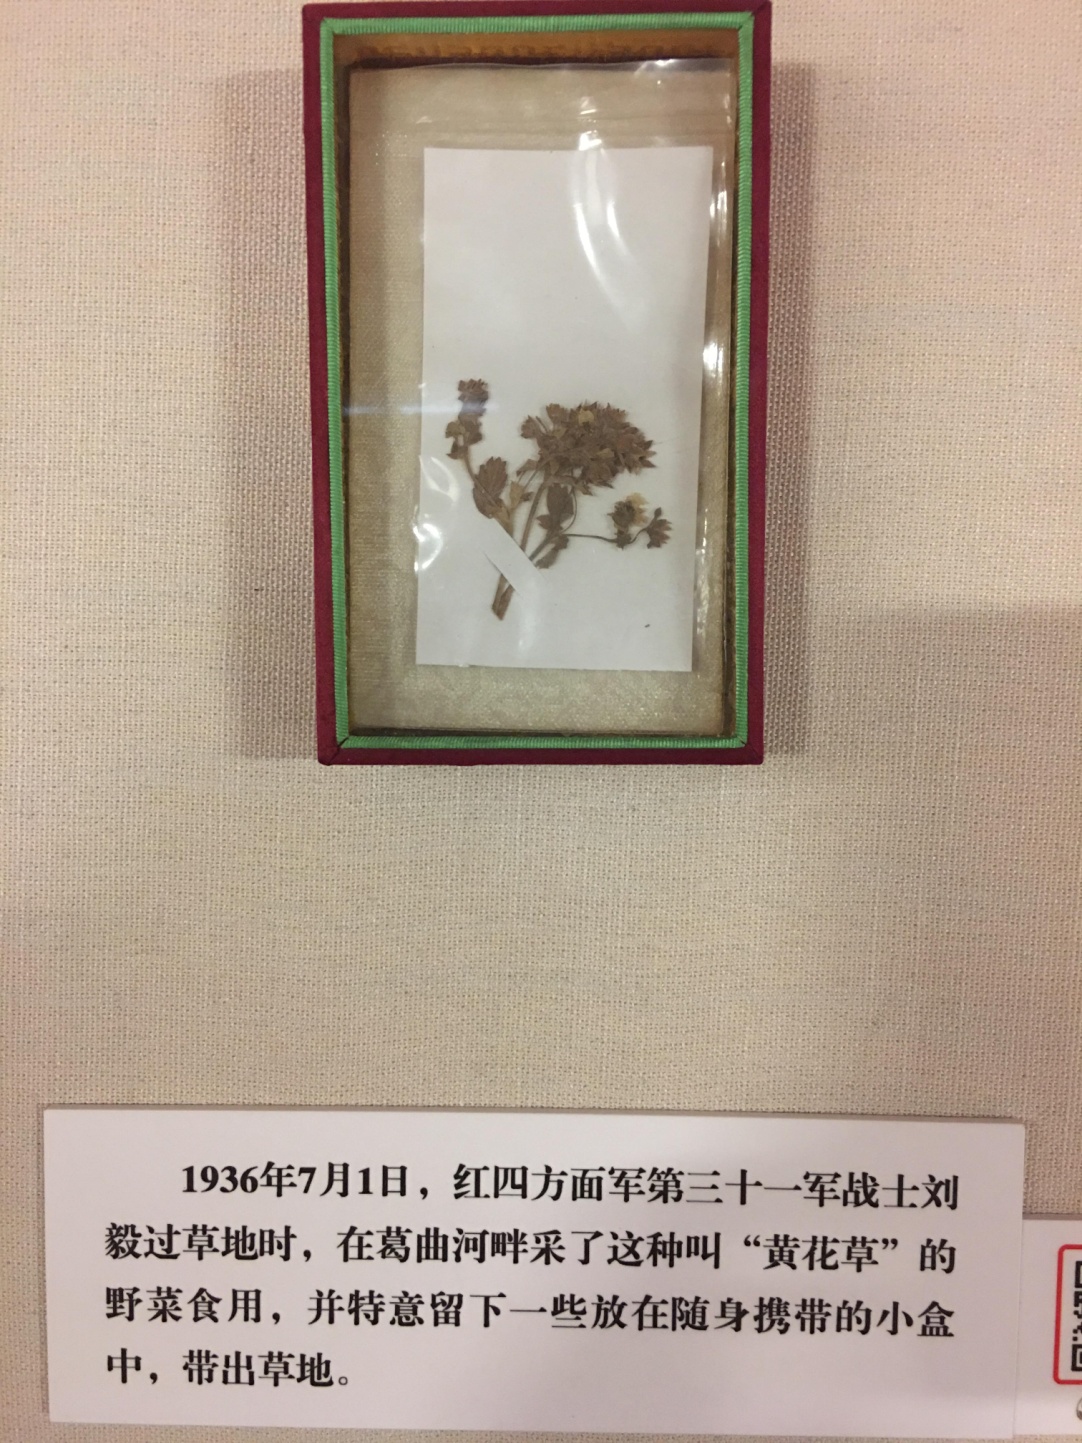 1936年7月1日，红四方面军第三十一军战士刘
毅过草地时，在葛曲河畔采了这种叫“黄花草”的
野菜食用，并特意留下一些放在随身携带的小盒
中，带出草地。